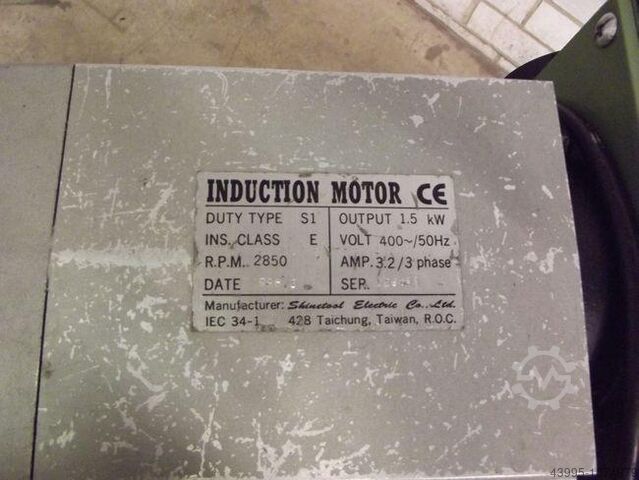 INDUCTION MOTOR CE
DUTY TYPE S1 OUTPUT 1.5 kW
INS. CLASS E VOLT 400~/50Hz
R.P.M. 2850 AMP. 3.2/3 phase
DATE SER.
Manufacturer: Shinetool Electric Co., Ltd.
IEC 34-1 428 Taichung, Taiwan, R.O.C.